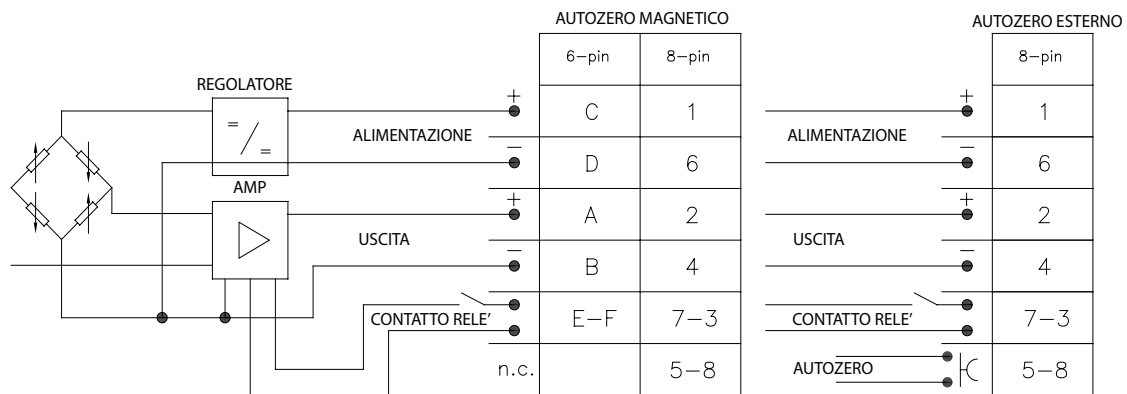 AUTOZERO MAGNETICO
AUTOZERO ESTERNO
6-pin 8-pin
8-pin
REGOLATORE
= / =
+ C 1
+ 1
ALIMENTAZIONE
ALIMENTAZIONE
− D 6
− 6
AMP
+ A 2
+ 2
USCITA
USCITA
− B 4
− 4
CONTATTO RELE' E-F 7-3
CONTATTO RELE' 7-3
n.c. 5-8
AUTOZERO 5-8